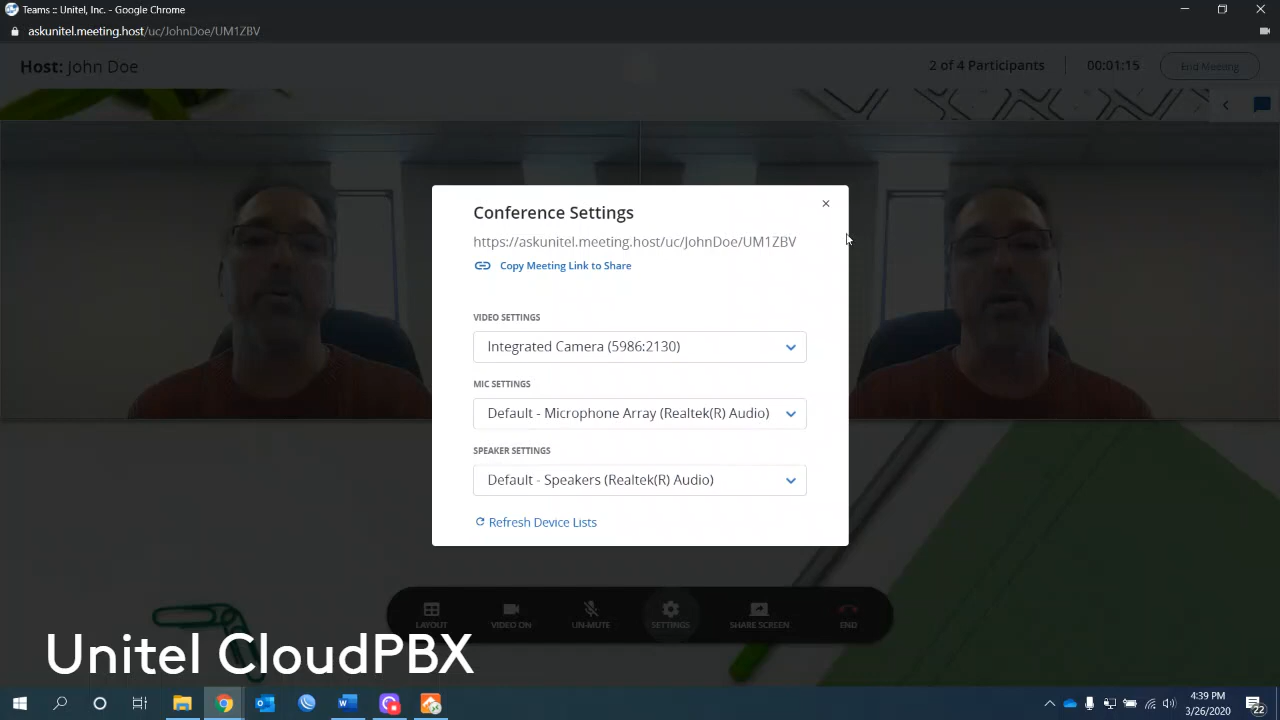 Teams :: Unitel, Inc. - Google Chrome
askunitel.meeting.host/uc/JohnDoe/UM1ZBV
Host: John Doe
2 of 4 Participants
00:01:15
End Meeting
Conference Settings
https://askunitel.meeting.host/uc/JohnDoe/UM1ZBV
Copy Meeting Link to Share
VIDEO SETTINGS
Integrated Camera (5986:2130)
MIC SETTINGS
Default - Microphone Array (Realtek(R) Audio)
SPEAKER SETTINGS
Default - Speakers (Realtek(R) Audio)
Refresh Device Lists
LAYOUT
VIDEO ON
UN-MUTE
SETTINGS
SHARE SCREEN
END
Unitel CloudPBX
4:39 PM
3/26/2020
22